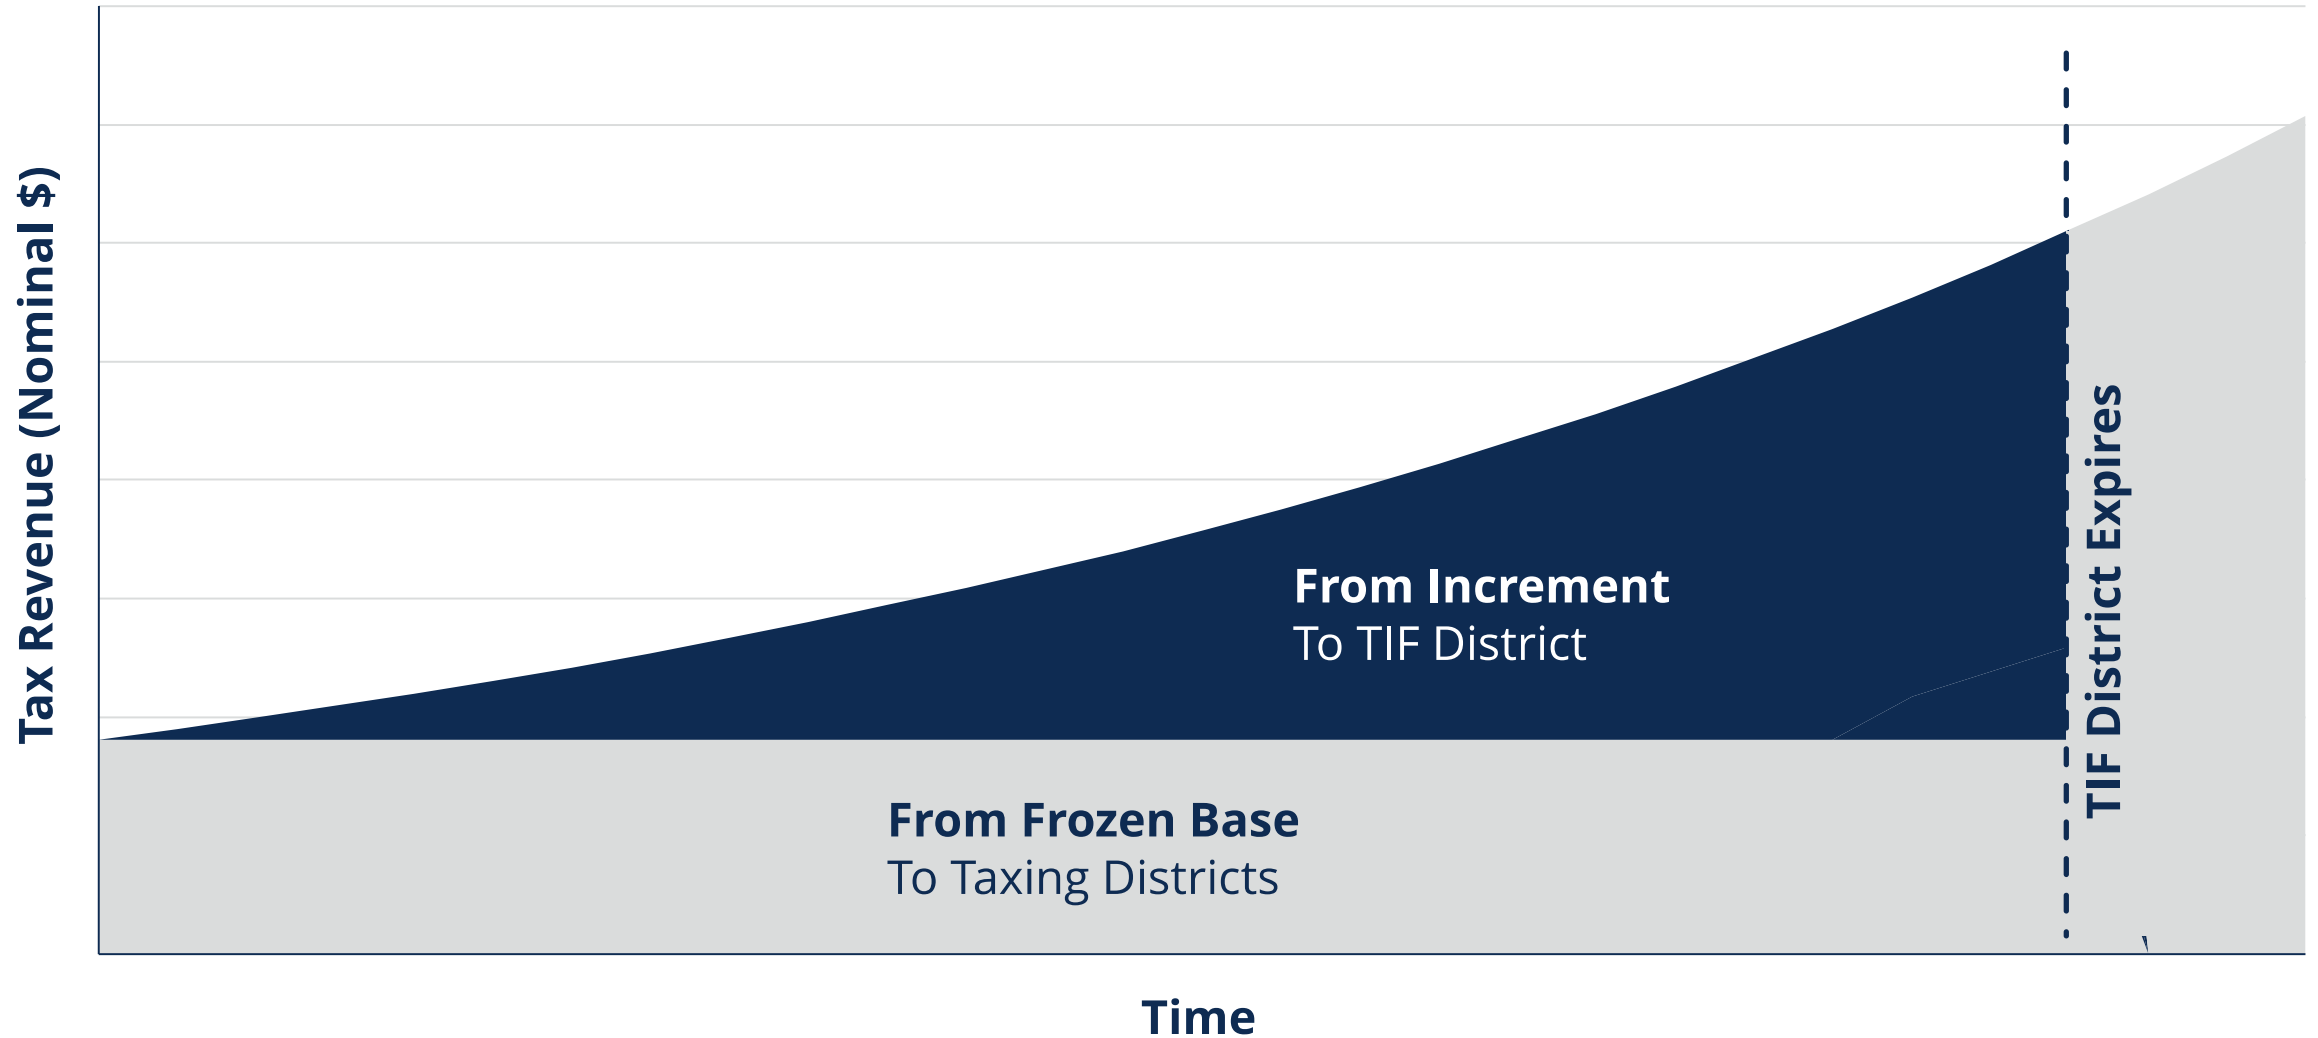 Tax Revenue (Nominal $)
From Increment
To TIF District
TIF District Expires
From Frozen Base
To Taxing Districts
Time